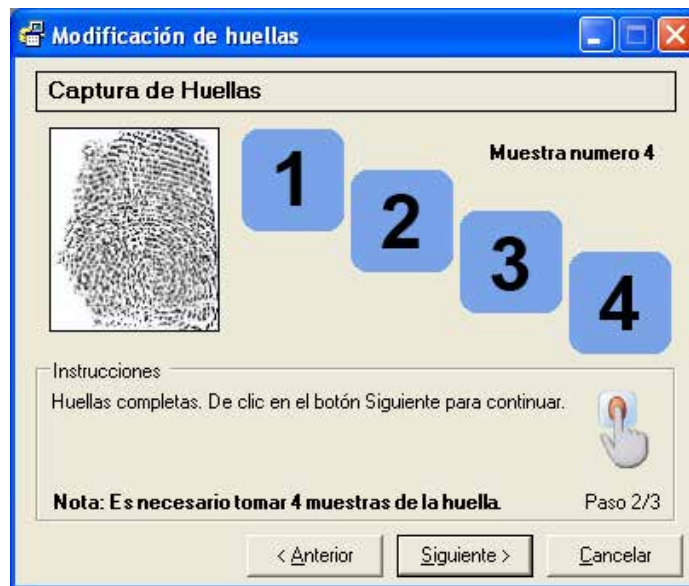 Modificación de huellas
Captura de Huellas
Muestra numero 4
1
2
3
4
Instrucciones
Huellas completas. De clic en el botón Siguiente para continuar.
Nota: Es necesario tomar 4 muestras de la huella.
Paso 2/3
< Anterior
Siguiente >
Cancelar